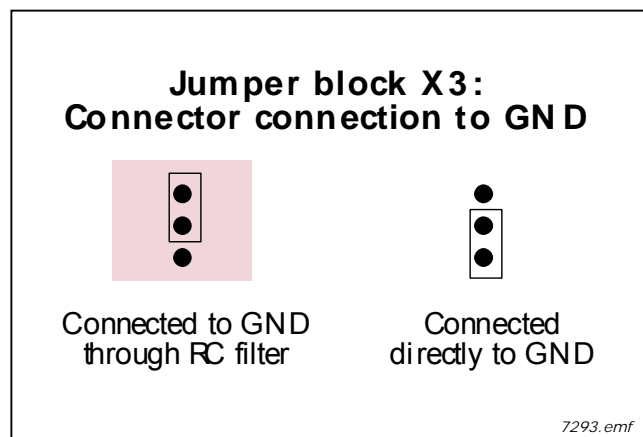 Jumper block X3:
Connector connection to GND
Connected to GND
through RC filter
Connected
directly to GND
7293.emf